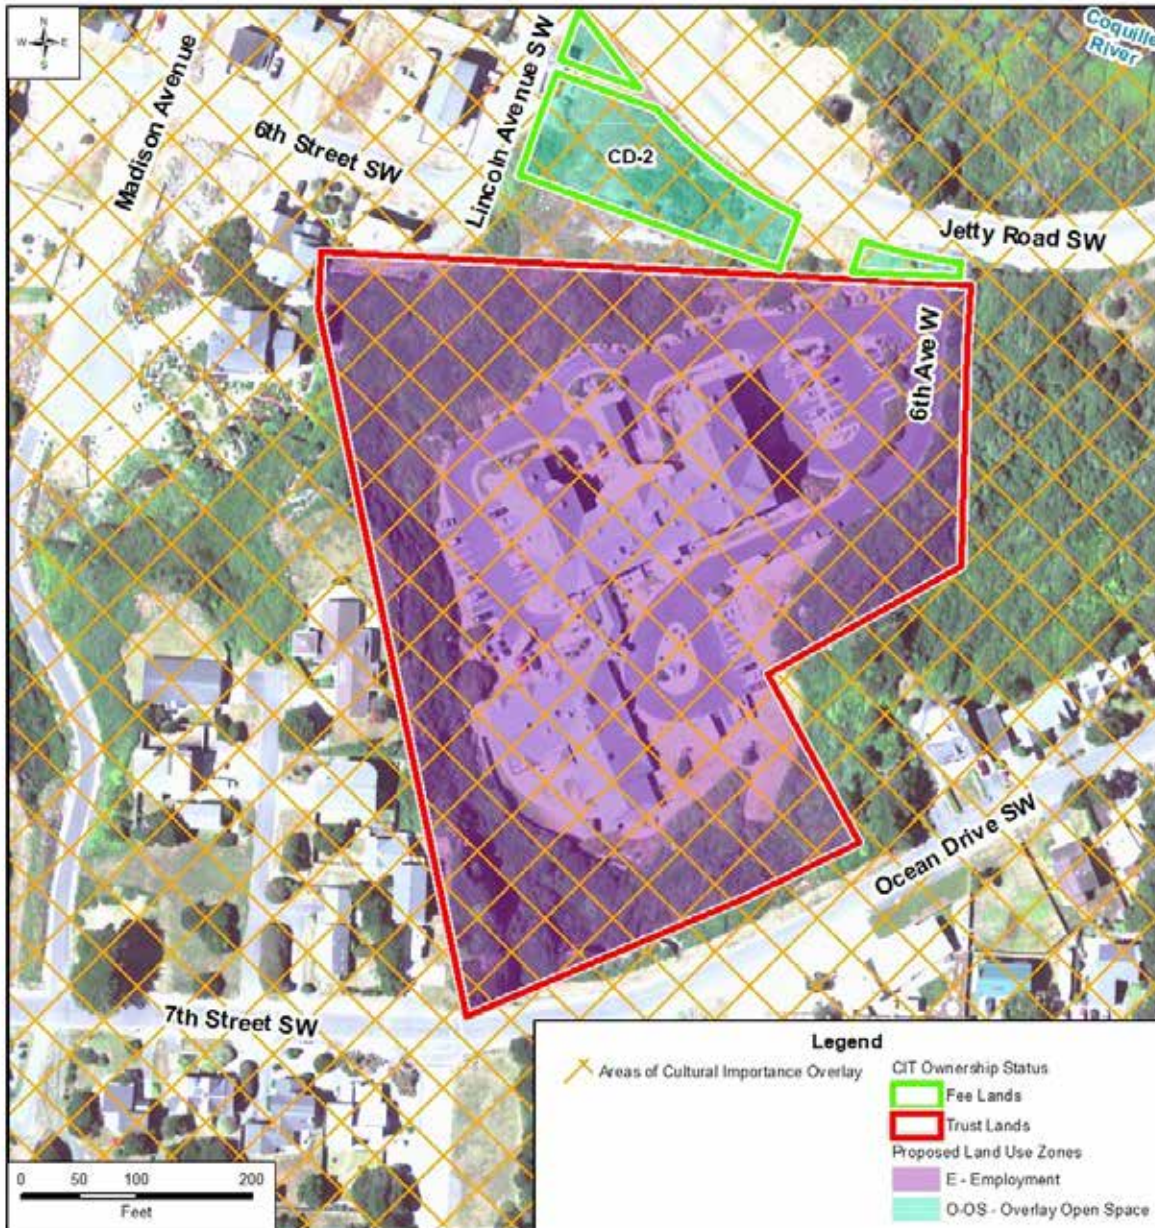 N
W E
S
Coquille
River
Madison Avenue
Lincoln Avenue SW
6th Street SW
CD-2
Jetty Road SW
6th Ave W
Ocean Drive SW
7th Street SW
Legend
Areas of Cultural Importance Overlay
CIT Ownership Status
Fee Lands
Trust Lands
Proposed Land Use Zones
E - Employment
O-OS - Overlay Open Space
0 50 100 200
Feet